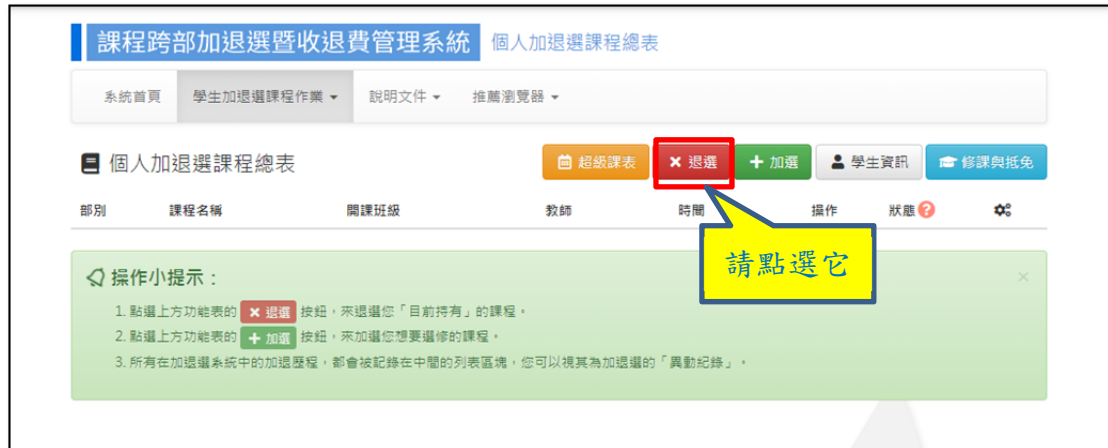 課程跨部加退選暨收退費管理系統 個人加退選課程總表
系統首頁 學生加退選課程作業 說明文件 推薦瀏覽器
個人加退選課程總表 超級課表 退選 加選 學生資訊 修課與抵免
部別 課程名稱 開課班級 教師 時間 操作 狀態
請點選它
操作小提示：
1. 點選上方功能表的 退選 按鈕，來退選您「目前持有」的課程。
2. 點選上方功能表的 加選 按鈕，來加選您想要選修的課程。
3. 所有在加退選系統中的加退歷程，都會被記錄在中間的列表區塊，您可以視其為加退選的「異動紀錄」。